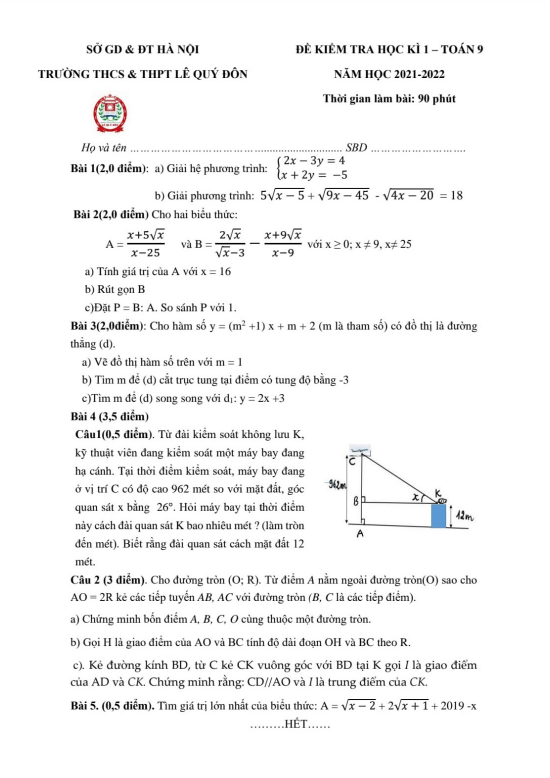 SỞ GD & ĐT HÀ NỘI
ĐỀ KIỂM TRA HỌC KÌ 1 – TOÁN 9
TRƯỜNG THCS & THPT LÊ QUÝ ĐÔN
NĂM HỌC 2021-2022
Thời gian làm bài: 90 phút
Họ và tên ……………………………………........................... SBD …………………….
Bài 1(2,0 điểm): a) Giải hệ phương trình: {2x − 3y = 4
x + 2y = −5
b) Giải phương trình: 5√(x − 5) + √(9x − 45) - √(4x − 20) = 18
Bài 2(2,0 điểm) Cho hai biểu thức:
A = (x+5√x)/(x−25) và B = (2√x)/(√x−3) − (x+9√x)/(x−9) với x ≥ 0; x ≠ 9, x≠ 25
a) Tính giá trị của A với x = 16
b) Rút gọn B
c)Đặt P = B: A. So sánh P với 1.
Bài 3(2,0điểm): Cho hàm số y = (m² +1) x + m + 2 (m là tham số) có đồ thị là đường
thẳng (d).
a) Vẽ đồ thị hàm số trên với m = 1
b) Tìm m để (d) cắt trục tung tại điểm có tung độ bằng -3
c)Tìm m để (d) song song với d₁: y = 2x +3
Bài 4 (3,5 điểm)
Câu1(0,5 điểm). Từ đài kiểm soát không lưu K,
kỹ thuật viên đang kiểm soát một máy bay đang
hạ cánh. Tại thời điểm kiểm soát, máy bay đang
ở vị trí C có độ cao 962 mét so với mặt đất, góc
quan sát x bằng 26°. Hỏi máy bay tại thời điểm
này cách đài quan sát K bao nhiêu mét ? (làm tròn
đến mét). Biết rằng đài quan sát cách mặt đất 12
mét.
C
962m
B
x
K
12m
A
Câu 2 (3 điểm). Cho đường tròn (O; R). Từ điểm A nằm ngoài đường tròn(O) sao cho
AO = 2R kẻ các tiếp tuyến AB, AC với đường tròn (B, C là các tiếp điểm).
a) Chứng minh bốn điểm A, B, C, O cùng thuộc một đường tròn.
b) Gọi H là giao điểm của AO và BC tính độ dài đoạn OH và BC theo R.
c). Kẻ đường kính BD, từ C kẻ CK vuông góc với BD tại K gọi I là giao điểm
của AD và CK. Chứng minh rằng: CD//AO và I là trung điểm của CK.
Bài 5. (0,5 điểm). Tìm giá trị lớn nhất của biểu thức: A = √(x − 2) + 2√(x + 1) + 2019 -x
………HẾT……